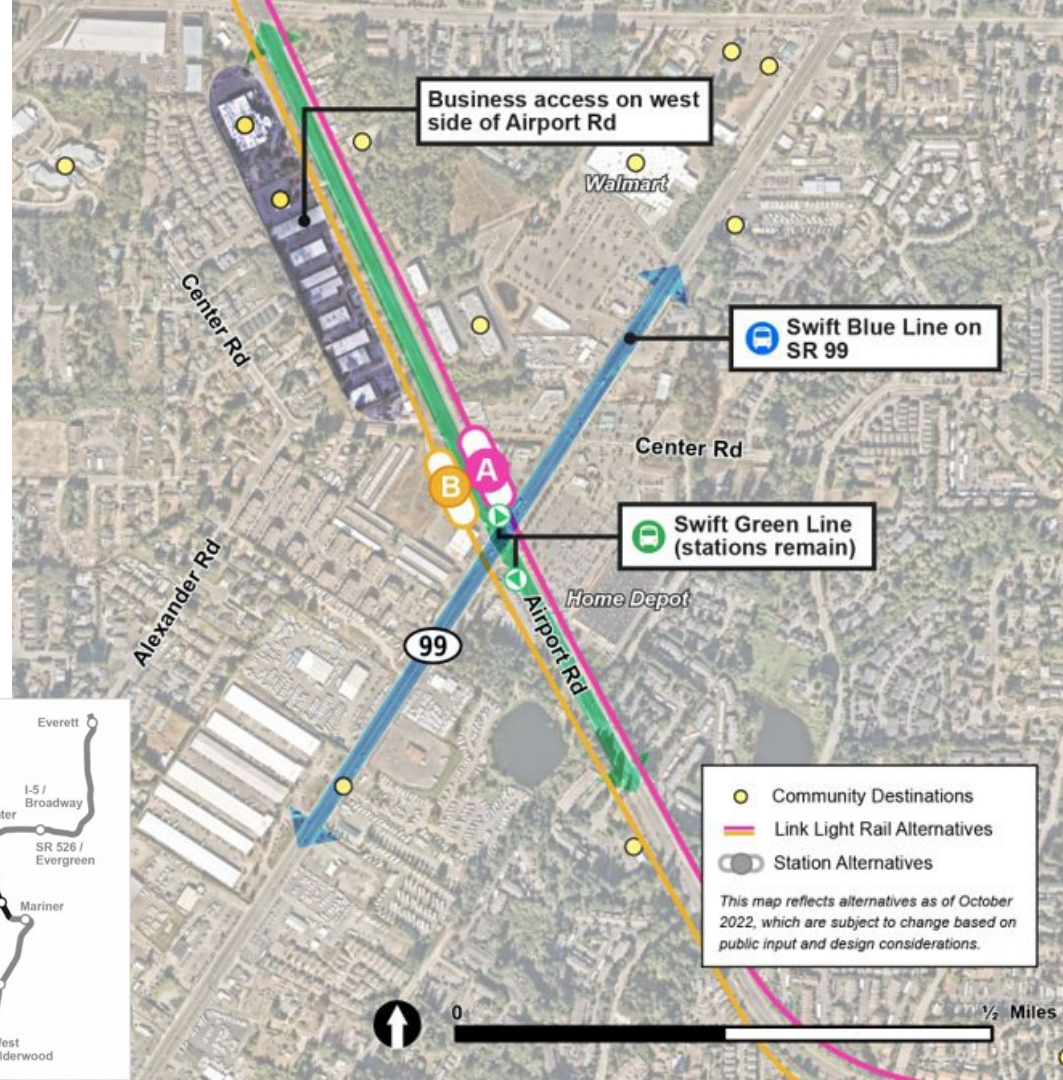 Business access on west
side of Airport Rd
Walmart
Center Rd
Swift Blue Line on
SR 99
A
B
Center Rd
Swift Green Line
(stations remain)
Alexander Rd
Home Depot
Airport Rd
99
Everett
I-5 /
Broadway
SR 526 /
Evergreen
Mariner
Community Destinations
Link Light Rail Alternatives
Station Alternatives
This map reflects alternatives as of October
2022, which are subject to change based on
public input and design considerations.
0
½ Miles